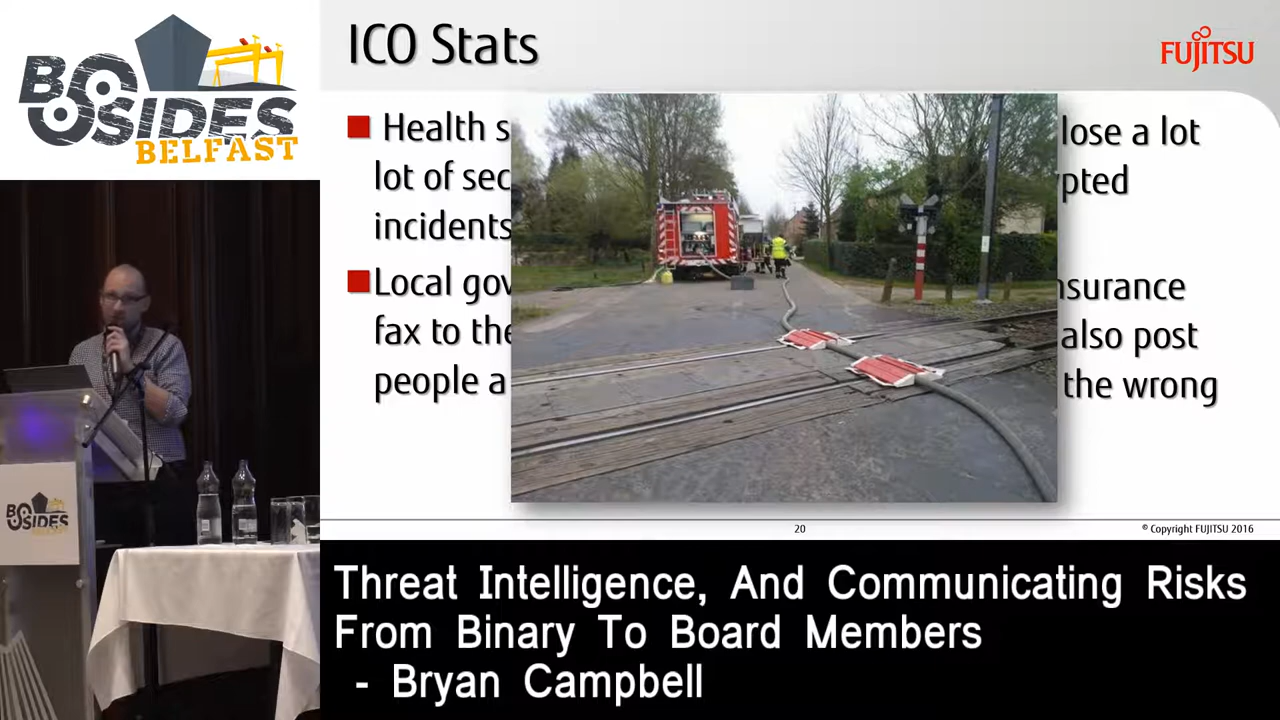 BSIDES
BELFAST
ICO Stats
FUJITSU
Health s
lose a lot
lot of sec
ypted
incidents
Local gov
nsurance
fax to the
also post
people a
the wrong
20
© Copyright FUJITSU 2016
BSIDES
BELFAST
Threat Intelligence, And Communicating Risks
From Binary To Board Members
- Bryan Campbell